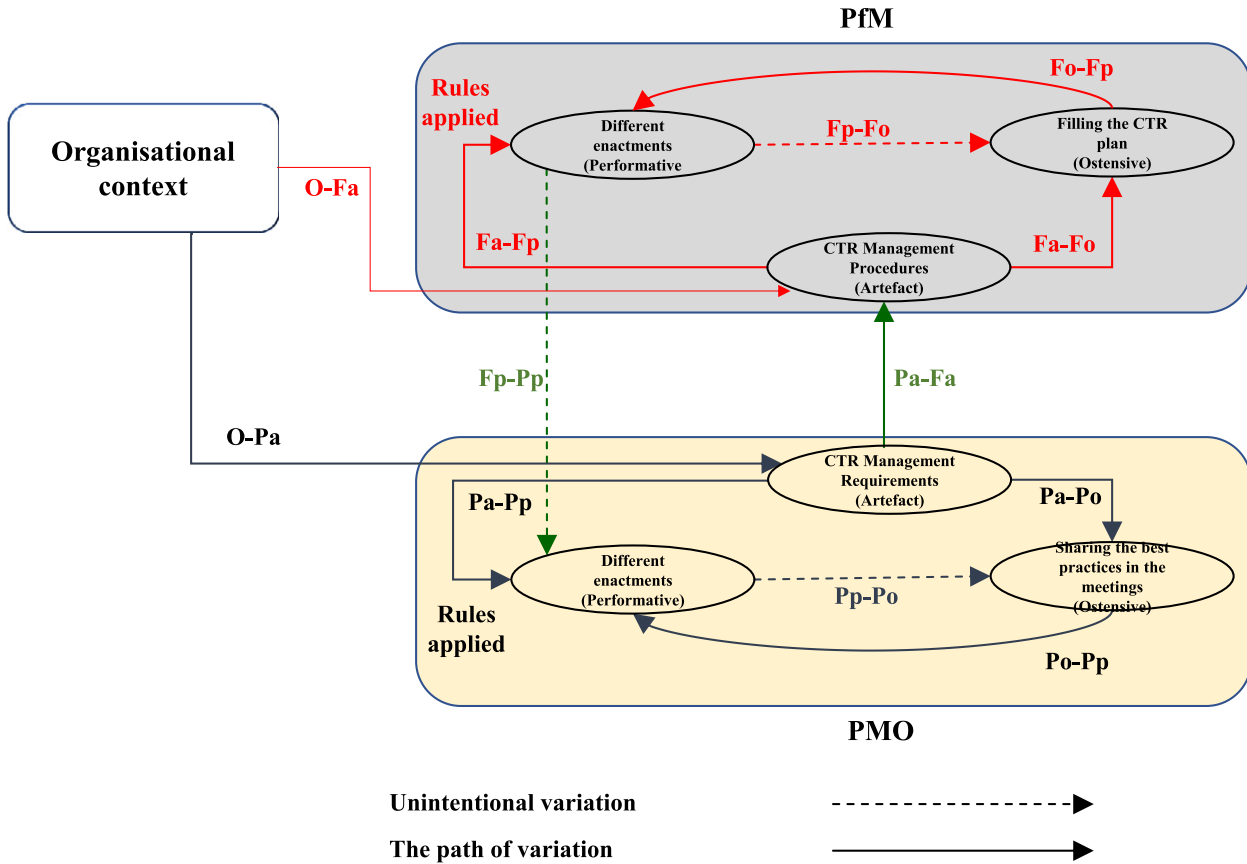 PfM
Organisational
context
O-Fa
Rules
applied
Different
enactments
(Performative
Fo-Fp
Fp-Fo
Filling the CTR
plan
(Ostensive)
Fa-Fp
CTR Management
Procedures
(Artefact)
Fa-Fo
Fp-Pp
Pa-Fa
O-Pa
CTR Management
Requirements
(Artefact)
Pa-Pp
Pa-Po
Different
enactments
(Performative)
Pp-Po
Sharing the best
practices in the
meetings
(Ostensive)
Rules
applied
Po-Pp
PMO
Unintentional variation
The path of variation